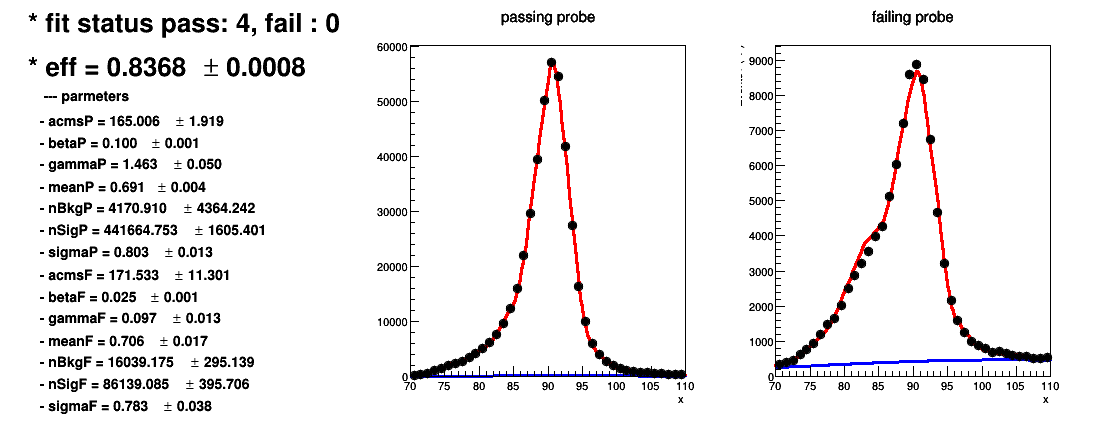 * fit status pass: 4, fail : 0
* eff = 0.8368 ± 0.0008
--- parmeters
- acmsP = 165.006 ± 1.919
- betaP = 0.100 ± 0.001
- gammaP = 1.463 ± 0.050
- meanP = 0.691 ± 0.004
- nBkgP = 4170.910 ± 4364.242
- nSigP = 441664.753 ± 1605.401
- sigmaP = 0.803 ± 0.013
- acmsF = 171.533 ± 11.301
- betaF = 0.025 ± 0.001
- gammaF = 0.097 ± 0.013
- meanF = 0.706 ± 0.017
- nBkgF = 16039.175 ± 295.139
- nSigF = 86139.085 ± 395.706
- sigmaF = 0.783 ± 0.038
passing probe
60000
50000
40000
30000
20000
10000
0
70 75 80 85 90 95 100 105 110
x
failing probe
9000
8000
7000
6000
5000
4000
3000
2000
1000
0
70 75 80 85 90 95 100 105 110
x